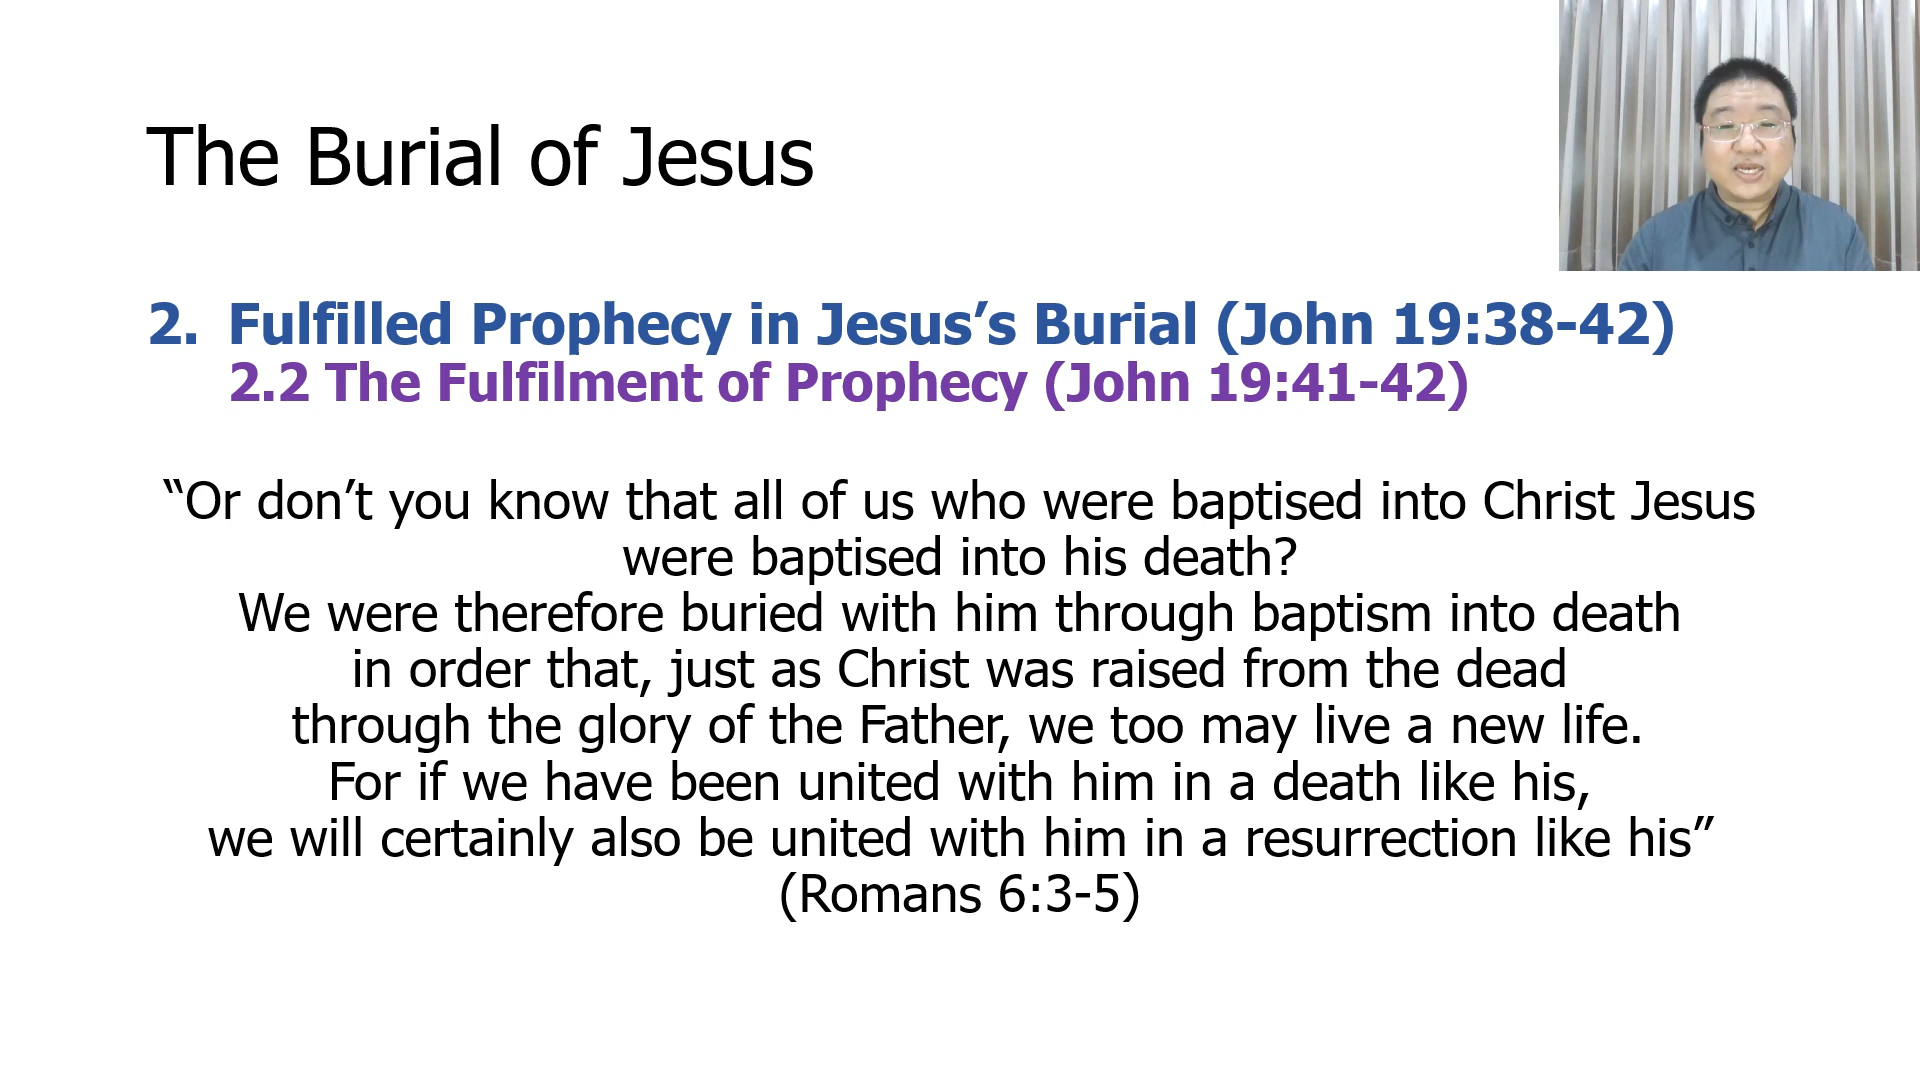 The Burial of Jesus
2. Fulfilled Prophecy in Jesus’s Burial (John 19:38-42)
2.2 The Fulfilment of Prophecy (John 19:41-42)
“Or don’t you know that all of us who were baptised into Christ Jesus
were baptised into his death?
We were therefore buried with him through baptism into death
in order that, just as Christ was raised from the dead
through the glory of the Father, we too may live a new life.
For if we have been united with him in a death like his,
we will certainly also be united with him in a resurrection like his”
(Romans 6:3-5)